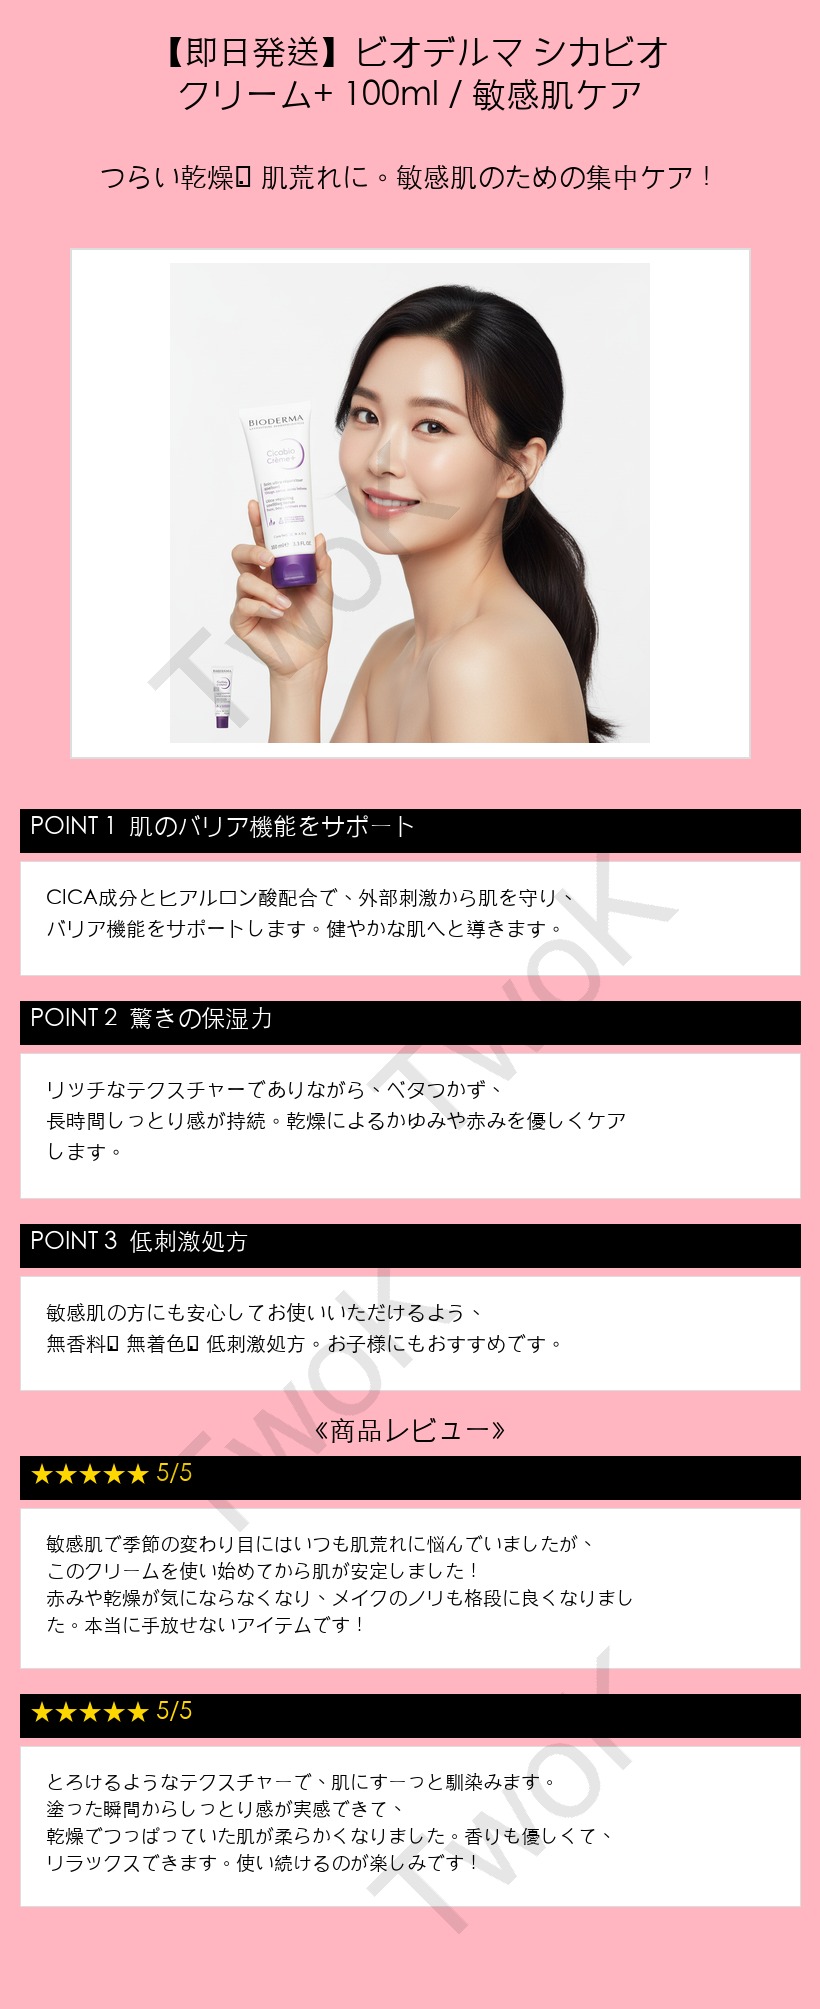 【即日発送】ビオデルマ シカビオ
クリーム+ 100ml / 敏感肌ケア
つらい乾燥 肌荒れに。敏感肌のための集中ケア！
BIODERMA
Cicabio
Crème+
TwoK
POINT 1 肌のバリア機能をサポート
CICA成分とヒアルロン酸配合で、外部刺激から肌を守り、
バリア機能をサポートします。健やかな肌へと導きます。
TwoK
POINT 2 驚きの保湿力
リッチなテクスチャーでありながら、ベタつかず、
長時間しっとり感が持続。乾燥によるかゆみや赤みを優しくケア
します。
POINT 3 低刺激処方
敏感肌の方にも安心してお使いいただけるよう、
無香料 無着色 低刺激処方。お子様にもおすすめです。
TwoK
《商品レビュー》
★★★★★ 5/5
敏感肌で季節の変わり目にはいつも肌荒れに悩んでいましたが、
このクリームを使い始めてから肌が安定しました！
赤みや乾燥が気にならなくなり、メイクのノリも格段に良くなりまし
た。本当に手放せないアイテムです！
★★★★★ 5/5
とろけるようなテクスチャーで、肌にすーっと馴染みます。
塗った瞬間からしっとり感が実感できて、
乾燥でつっぱっていた肌が柔らかくなりました。香りも優しくて、
リラックスできます。使い続けるのが楽しみです！
TwoK